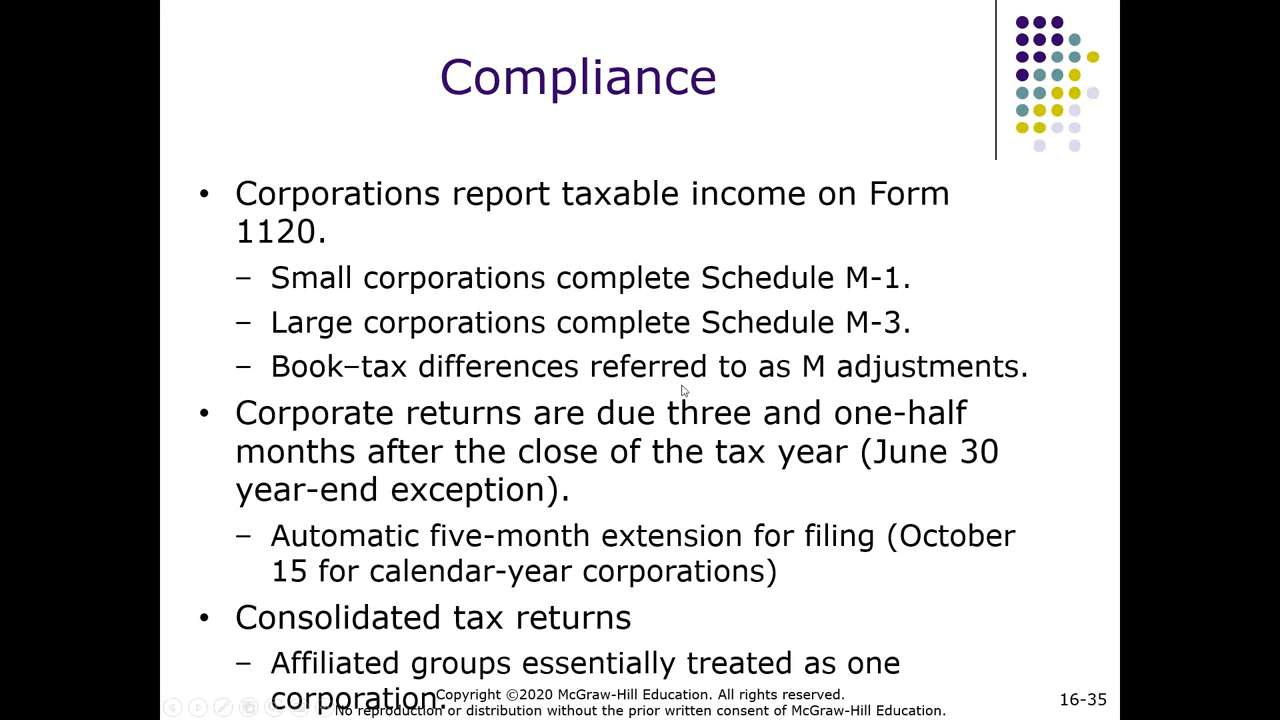 Compliance
• Corporations report taxable income on Form
1120.
– Small corporations complete Schedule M-1.
– Large corporations complete Schedule M-3.
– Book–tax differences referred to as M adjustments.
• Corporate returns are due three and one-half
months after the close of the tax year (June 30
year-end exception).
– Automatic five-month extension for filing (October
15 for calendar-year corporations)
• Consolidated tax returns
– Affiliated groups essentially treated as one
corporation.
Copyright ©2020 McGraw-Hill Education. All rights reserved.
No reproduction or distribution without the prior written consent of McGraw-Hill Education.
16-35